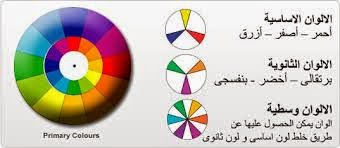 الالوان الاساسية
أحمر – أصفر – أزرق
الالوان الثانوية
برتقالى – أخضر – بنفسجى
الالوان وسطية
الوان يمكن الحصول عليها عن
طريق خلط لون اساسى و لون ثانوى
Primary Colours